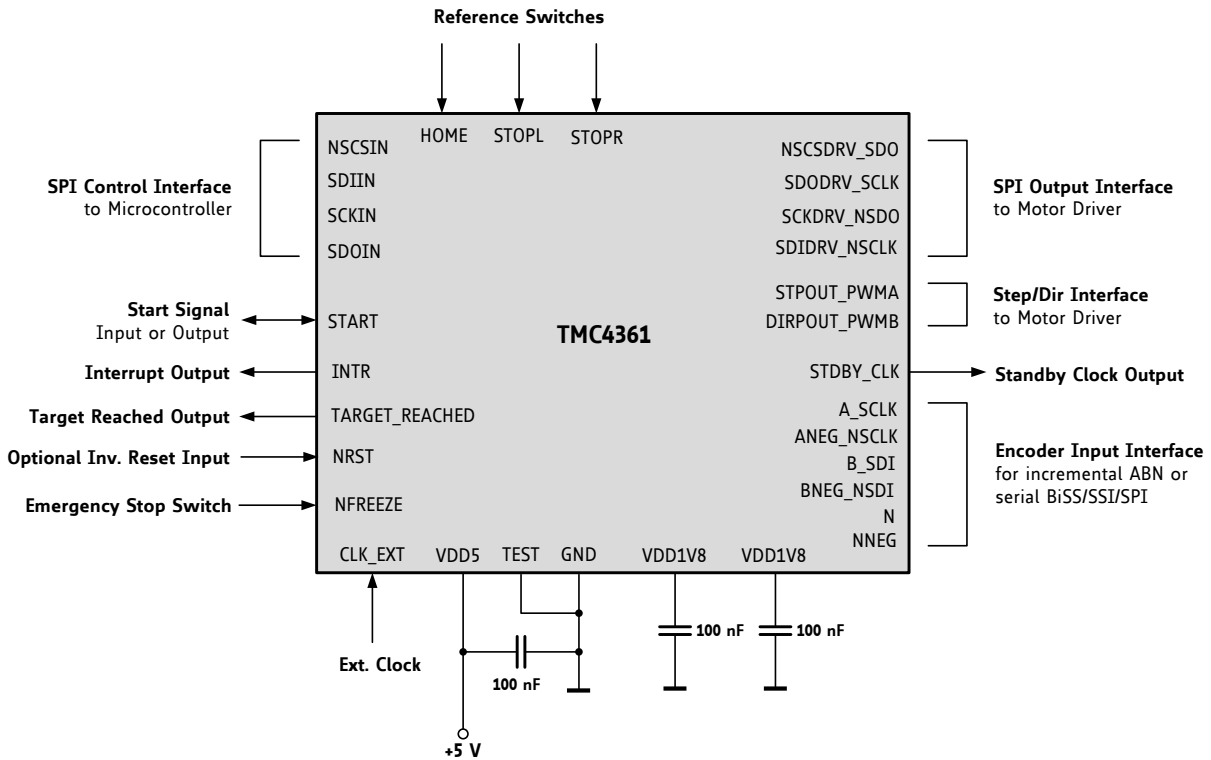 Reference Switches
HOME STOPL STOPR
NSCSIN
SDIIN
SCKIN
SDOIN
SPI Control Interface
to Microcontroller
Start Signal
Input or Output
START
Interrupt Output
INTR
Target Reached Output
TARGET_REACHED
Optional Inv. Reset Input
NRST
Emergency Stop Switch
NFREEZE
TMC4361
NSCSDRV_SDO
SDODRV_SCLK
SCKDRV_NSDO
SDIDRV_NSCLK
SPI Output Interface
to Motor Driver
STPOUT_PWMA
DIRPOUT_PWMB
Step/Dir Interface
to Motor Driver
STDBY_CLK
Standby Clock Output
A_SCLK
ANEG_NSCLK
B_SDI
BNEG_NSDI
N
NNEG
Encoder Input Interface
for incremental ABN or
serial BiSS/SSI/SPI
CLK_EXT VDD5 TEST GND VDD1V8 VDD1V8
100 nF 100 nF
Ext. Clock
100 nF
+5 V